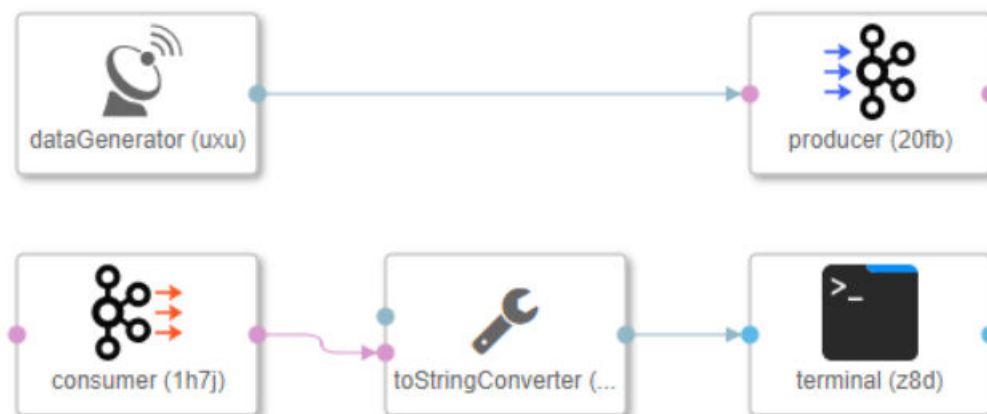 dataGenerator (uxu)
producer (20fb)
>_
consumer (1h7j)
toStringConverter (...
terminal (z8d)